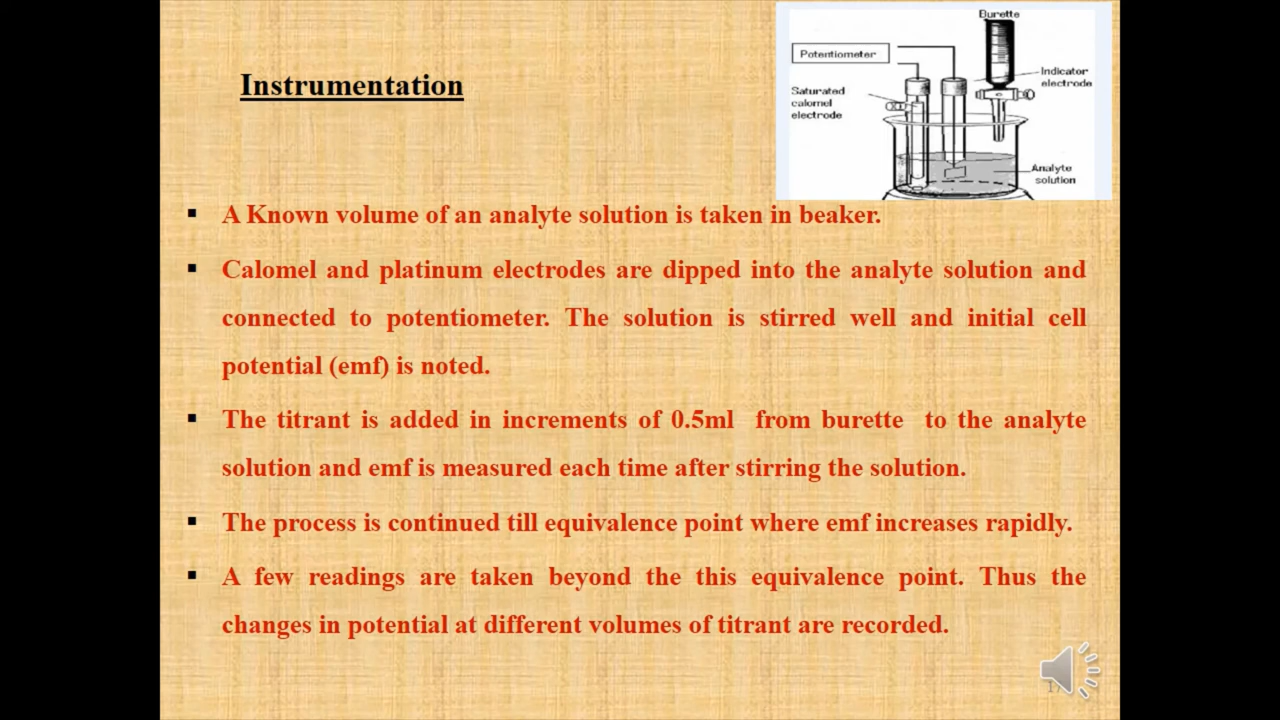 Burette
Potentiometer
Indicator
electrode
Saturated
calomel
electrode
Analyte
solution
Instrumentation
▪ A Known volume of an analyte solution is taken in beaker.
▪ Calomel and platinum electrodes are dipped into the analyte solution and
connected to potentiometer. The solution is stirred well and initial cell
potential (emf) is noted.
▪ The titrant is added in increments of 0.5ml from burette to the analyte
solution and emf is measured each time after stirring the solution.
▪ The process is continued till equivalence point where emf increases rapidly.
▪ A few readings are taken beyond the this equivalence point. Thus the
changes in potential at different volumes of titrant are recorded.